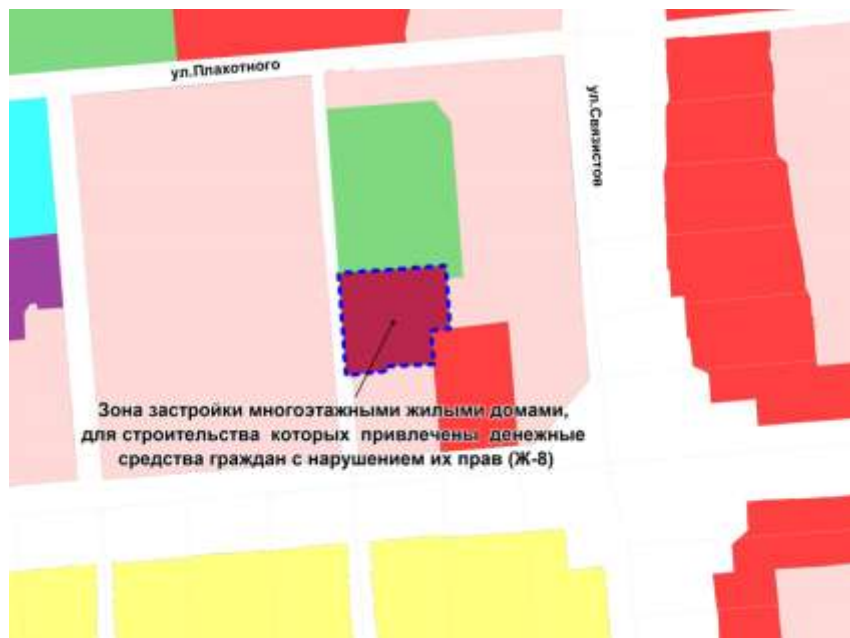 ул.Плахотного
ул.Связистов
Зона застройки многоэтажными жилыми домами,
для строительства которых привлечены денежные
средства граждан с нарушением их прав (Ж-8)